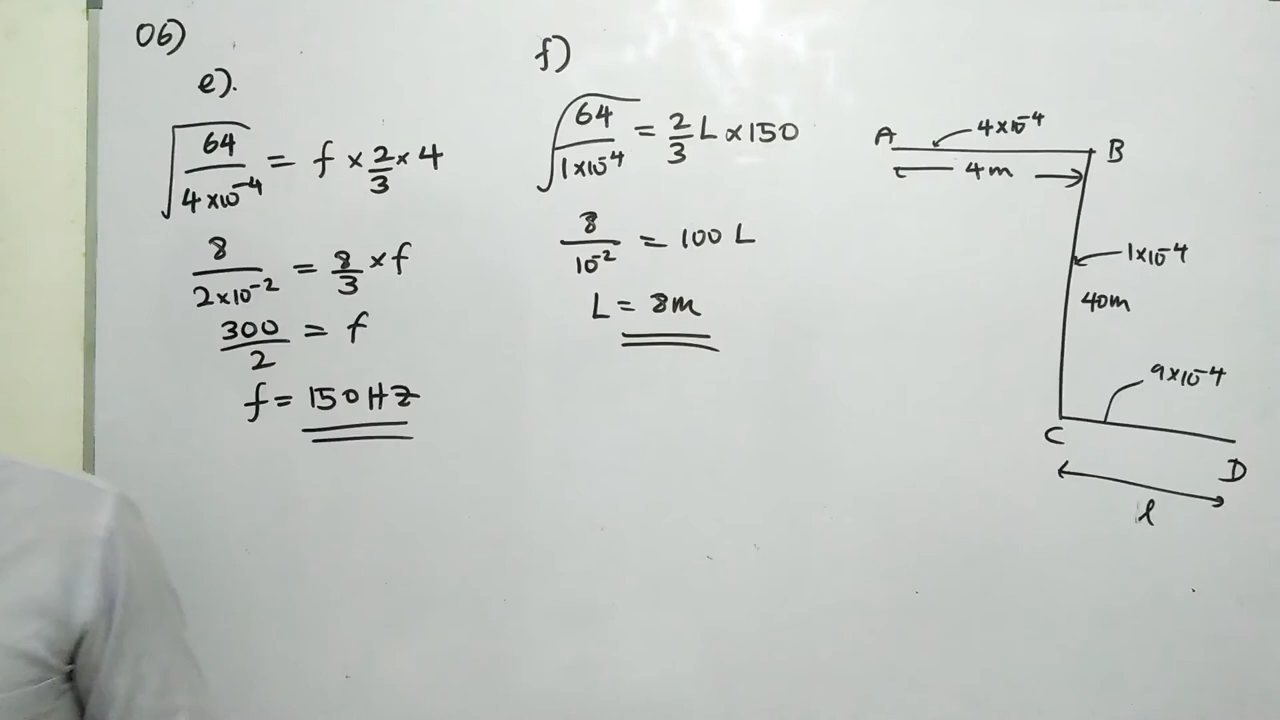 06)
e).
√(64 / 4×10⁻⁴) = f × 2/3 × 4
8 / 2×10⁻² = 8/3 × f
300/2 = f
f = 150HZ
f)
√(64 / 1×10⁻⁴) = 2/3 L × 150
8 / 10⁻² = 100 L
L = 8m
A
4×10⁻⁴
B
4m
1×10⁻⁴
40m
9×10⁻⁴
C
D
l